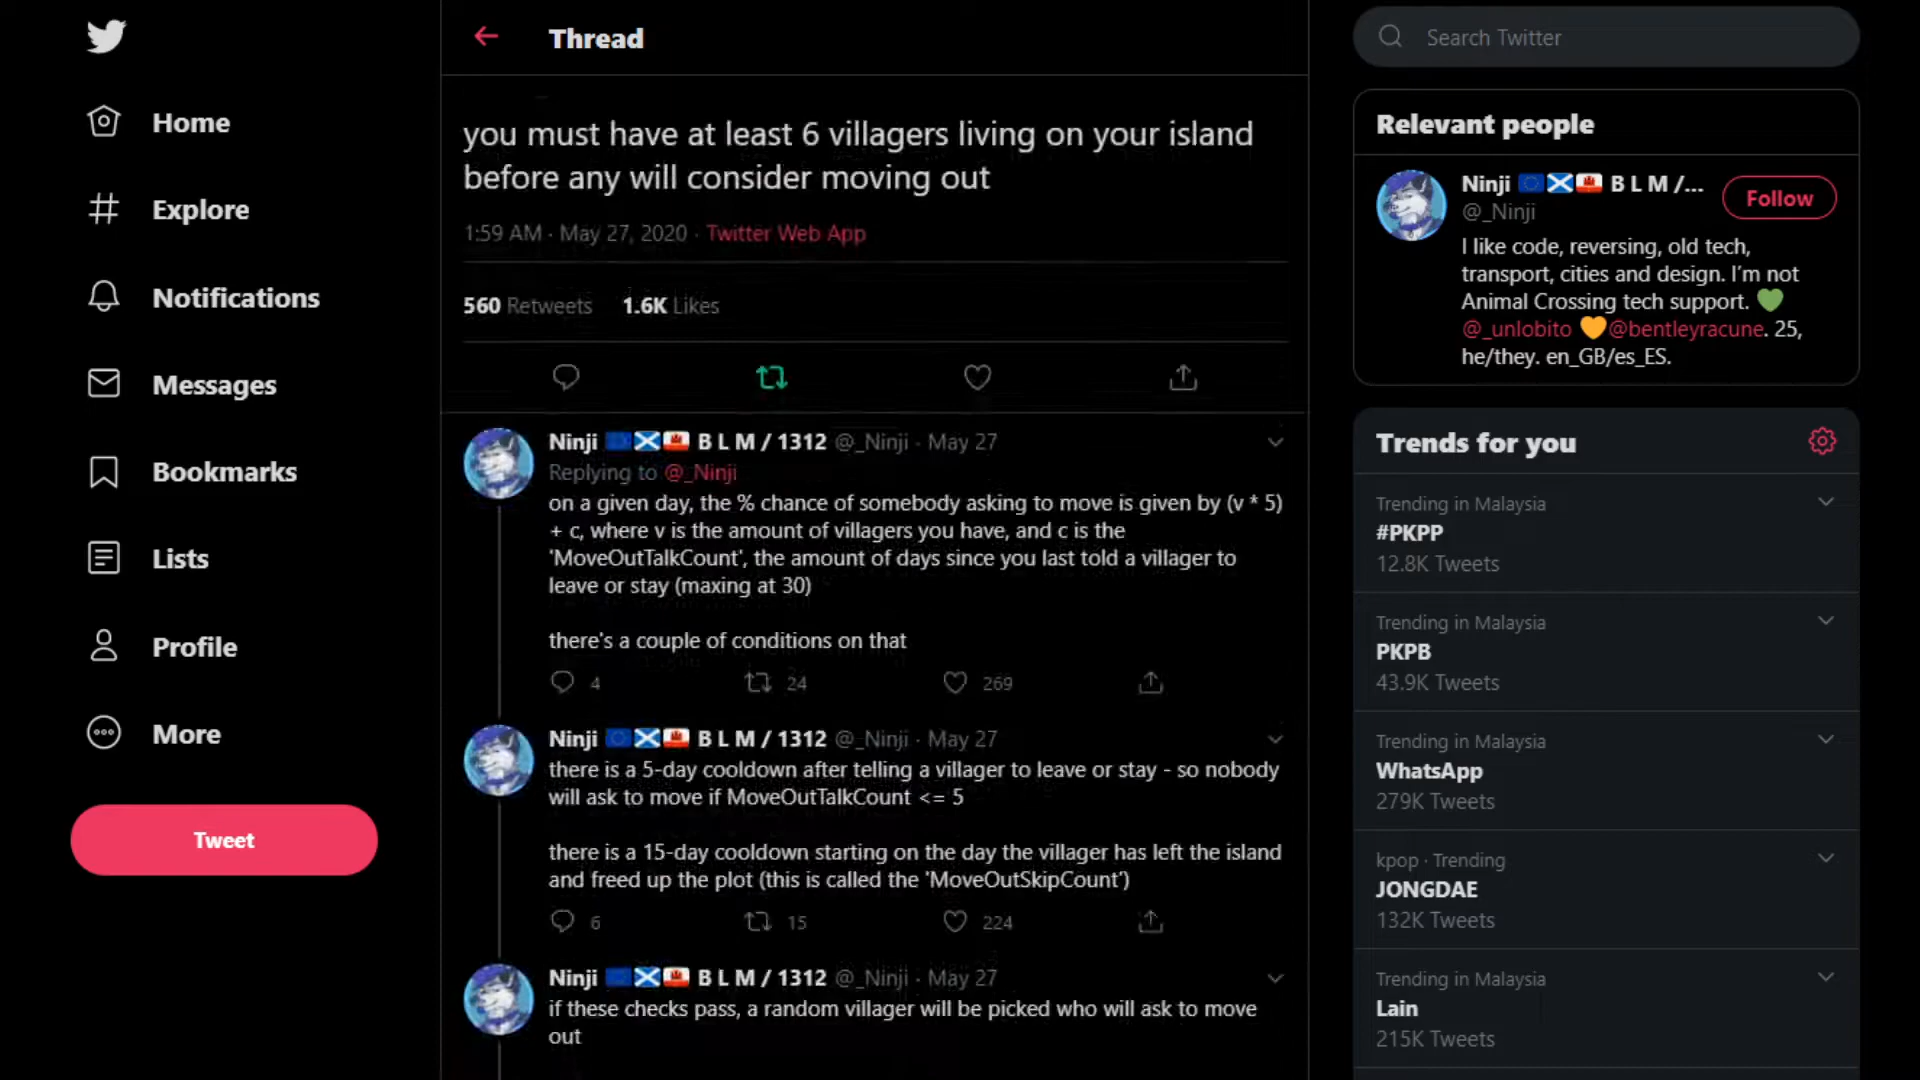 Home
Explore
Notifications
Messages
Bookmarks
Lists
Profile
More
Tweet
Thread
you must have at least 6 villagers living on your island
before any will consider moving out
1:59 AM · May 27, 2020 · Twitter Web App
560 Retweets 1.6K Likes
Ninji B L M / 1312 @_Ninji · May 27
Replying to @_Ninji
on a given day, the % chance of somebody asking to move is given by (v * 5)
+ c, where v is the amount of villagers you have, and c is the
'MoveOutTalkCount', the amount of days since you last told a villager to
leave or stay (maxing at 30)
there's a couple of conditions on that
4 24 269
Ninji B L M / 1312 @_Ninji · May 27
there is a 5-day cooldown after telling a villager to leave or stay - so nobody
will ask to move if MoveOutTalkCount <= 5
there is a 15-day cooldown starting on the day the villager has left the island
and freed up the plot (this is called the 'MoveOutSkipCount')
6 15 224
Ninji B L M / 1312 @_Ninji · May 27
if these checks pass, a random villager will be picked who will ask to move
out
Search Twitter
Relevant people
Ninji B L M /...
@_Ninji
Follow
I like code, reversing, old tech,
transport, cities and design. I'm not
Animal Crossing tech support. 💚
@_unlobito 🧡@bentleyracune. 25,
he/they. en_GB/es_ES.
Trends for you
Trending in Malaysia
#PKPP
12.8K Tweets
Trending in Malaysia
PKPB
43.9K Tweets
Trending in Malaysia
WhatsApp
279K Tweets
kpop · Trending
JONGDAE
132K Tweets
Trending in Malaysia
Lain
215K Tweets